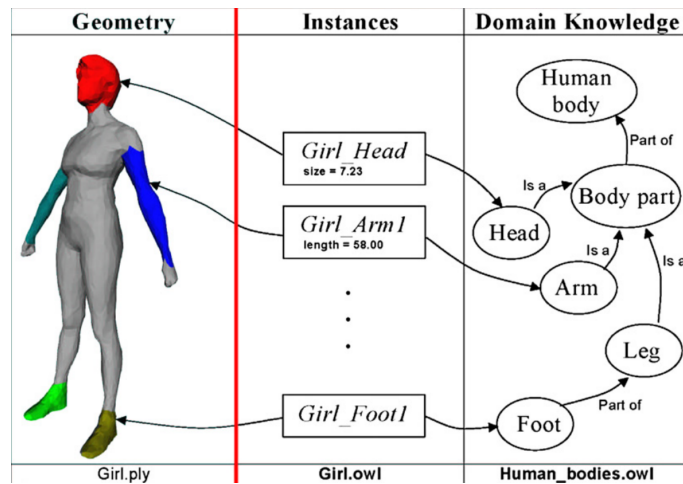 Geometry
Instances
Domain Knowledge
Human
body
Part of
Girl_Head
size = 7.23
Is a
Body part
Head
Girl_Arm1
length = 58.00
Is a
Is a
Arm
Leg
Part of
Girl_Foot1
Foot
Girl.ply
Girl.owl
Human_bodies.owl